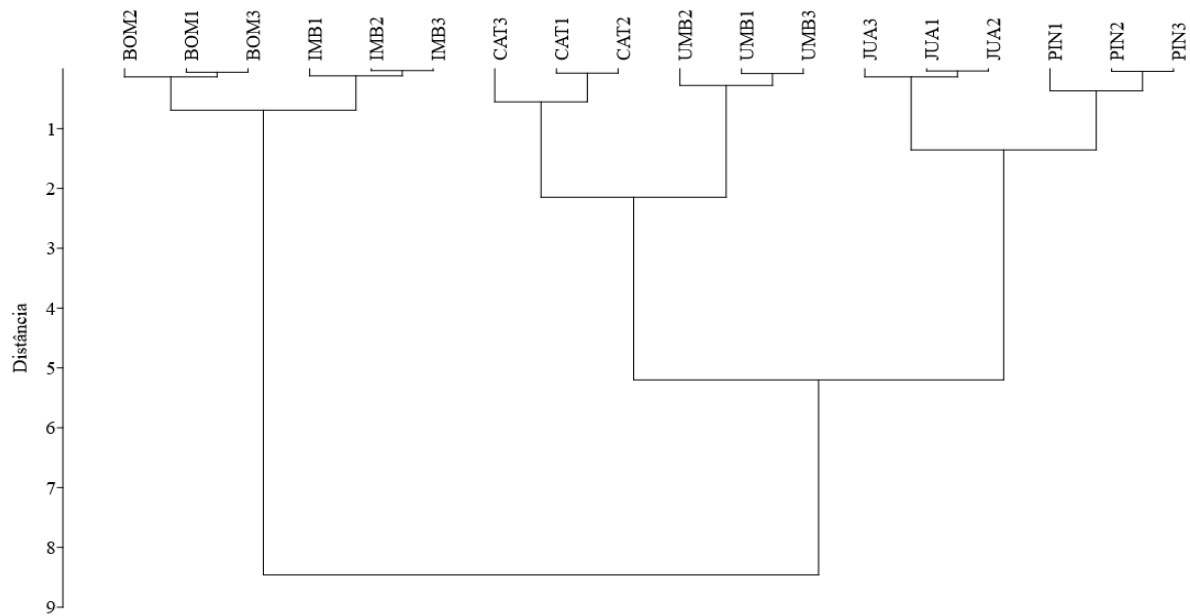 BOM2
BOM1
BOM3
IMB1
IMB2
IMB3
CAT3
CAT1
CAT2
UMB2
UMB1
UMB3
JUA3
JUA1
JUA2
PIN1
PIN2
PIN3
1
2
3
4
5
6
7
8
9
Distância